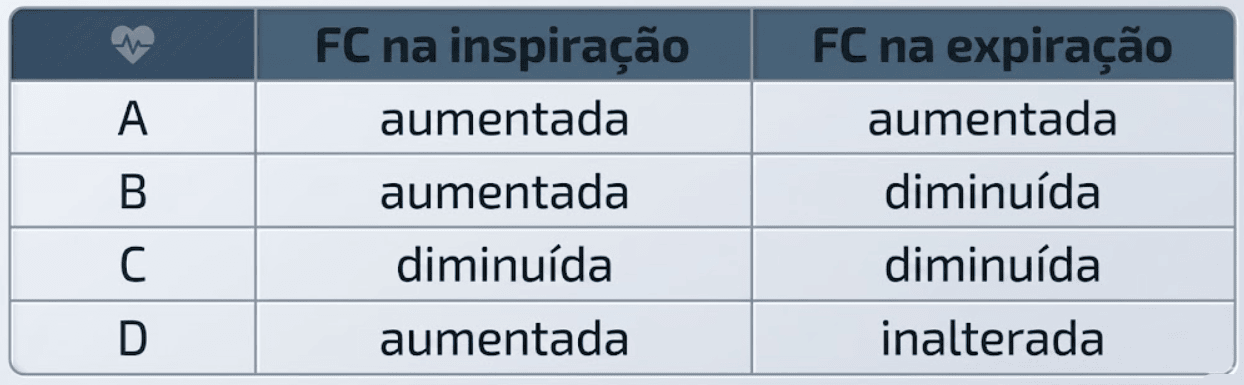 FC na inspiração FC na expiração
A aumentada aumentada
B aumentada diminuída
C diminuída diminuída
D aumentada inalterada